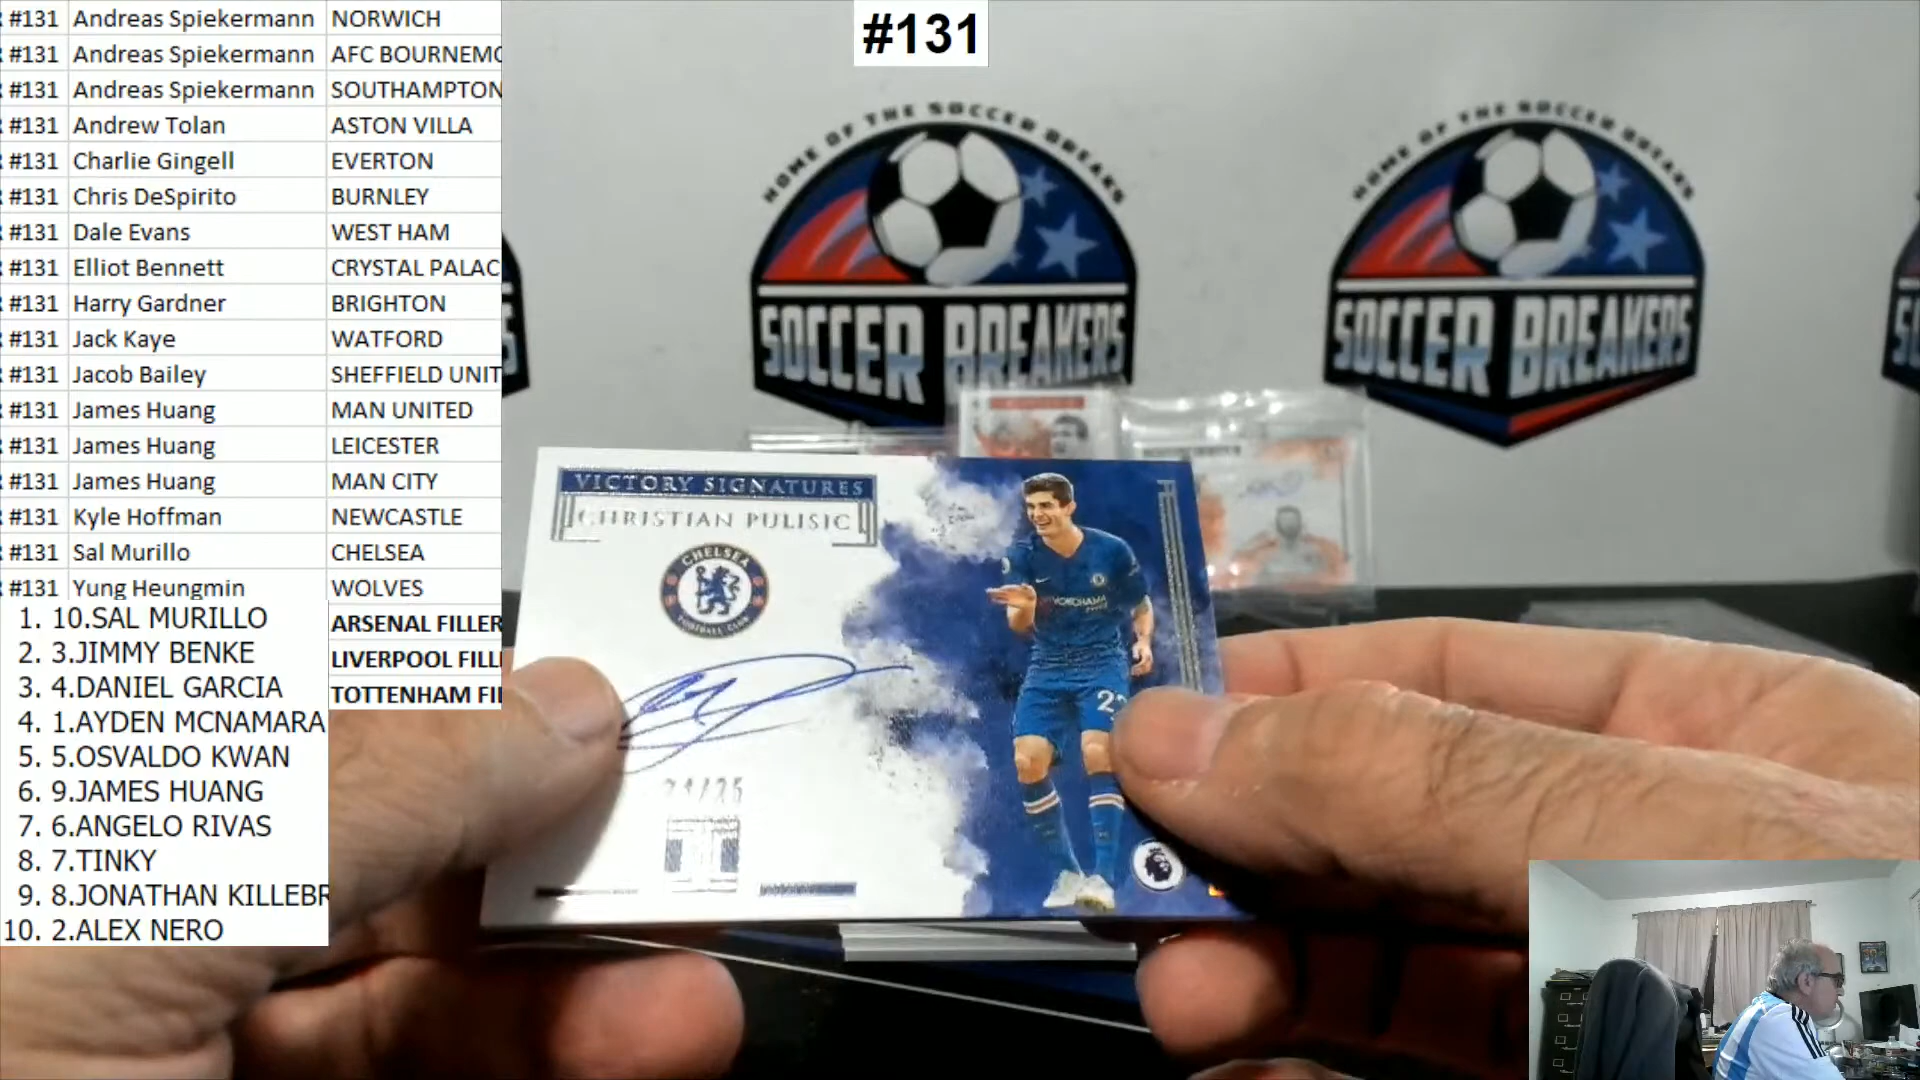 #131 Andreas Spiekermann NORWICH
#131 Andreas Spiekermann AFC BOURNEMO
#131 Andreas Spiekermann SOUTHAMPTON
#131 Andrew Tolan ASTON VILLA
#131 Charlie Gingell EVERTON
#131 Chris DeSpirito BURNLEY
#131 Dale Evans WEST HAM
#131 Elliot Bennett CRYSTAL PALAC
#131 Harry Gardner BRIGHTON
#131 Jack Kaye WATFORD
#131 Jacob Bailey SHEFFIELD UNIT
#131 James Huang MAN UNITED
#131 James Huang LEICESTER
#131 James Huang MAN CITY
#131 Kyle Hoffman NEWCASTLE
#131 Sal Murillo CHELSEA
#131 Yung Heungmin WOLVES
ARSENAL FILLER
LIVERPOOL FILL
TOTTENHAM FI
1. 10.SAL MURILLO
2. 3.JIMMY BENKE
3. 4.DANIEL GARCIA
4. 1.AYDEN MCNAMARA
5. 5.OSVALDO KWAN
6. 9.JAMES HUANG
7. 6.ANGELO RIVAS
8. 7.TINKY
9. 8.JONATHAN KILLEBR
10. 2.ALEX NERO
#131
HOME OF THE SOCCER BREAKS
SOCCER BREAKERS
HOME OF THE SOCCER BREAKS
SOCCER BREAKERS
VICTORY SIGNATURES
CHRISTIAN PULISIC
CHELSEA
FOOTBALL CLUB
YOKOHAMA
22